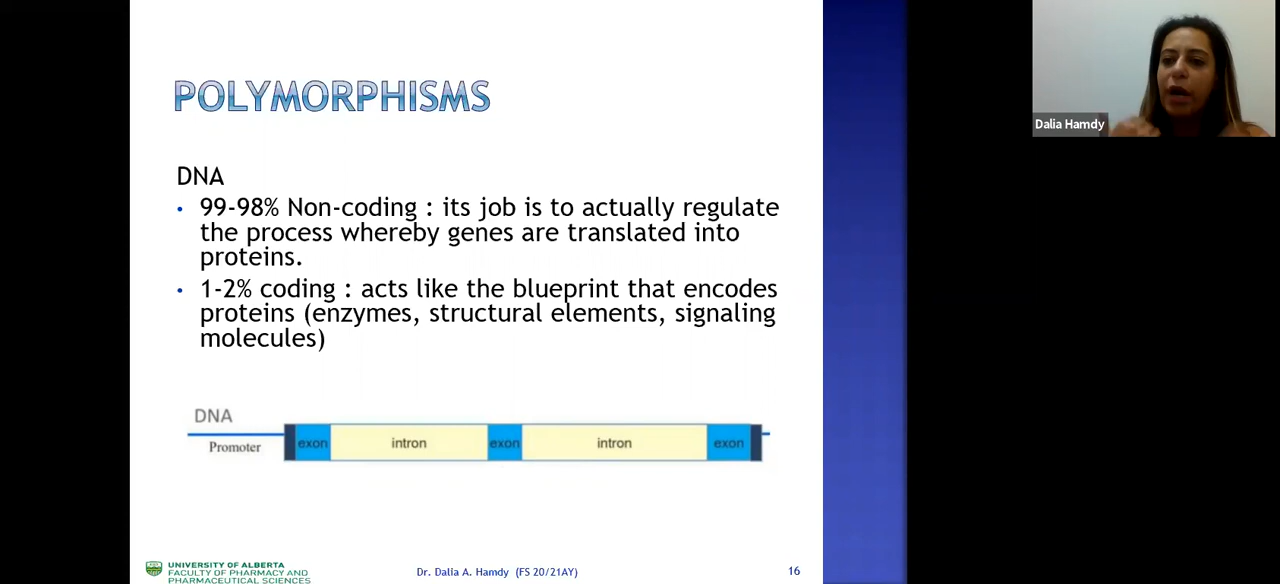 POLYMORPHISMS
DNA
• 99-98% Non-coding : its job is to actually regulate
the process whereby genes are translated into
proteins.
• 1-2% coding : acts like the blueprint that encodes
proteins (enzymes, structural elements, signaling
molecules)
DNA
Promoter
exon intron exon intron exon
UNIVERSITY OF ALBERTA
FACULTY OF PHARMACY AND
PHARMACEUTICAL SCIENCES
Dr. Dalia A. Hamdy (FS 20/21AY)
16
Dalia Hamdy